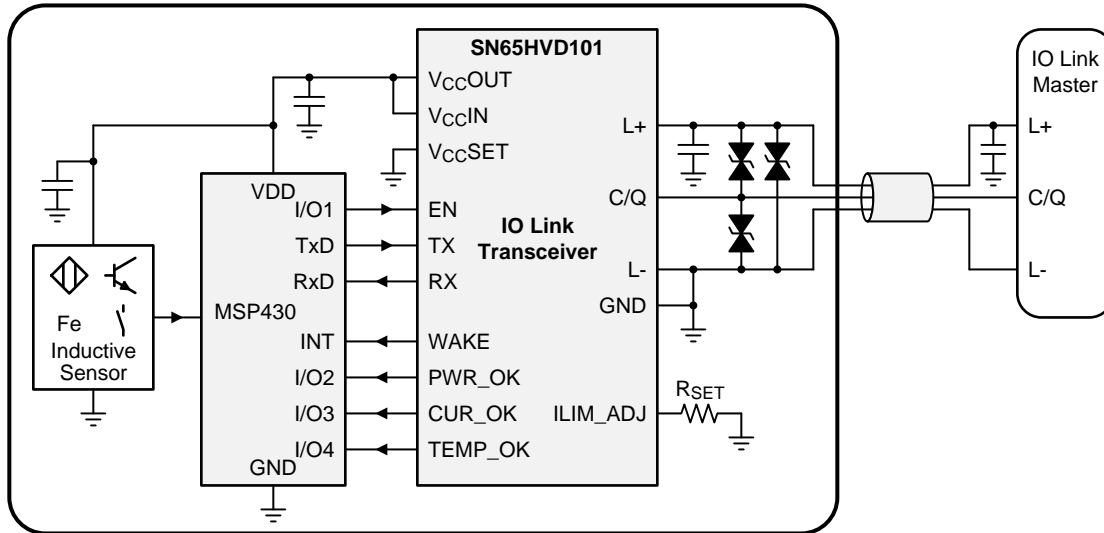 SN65HVD101
VCCOUT
VCCIN
VCCSET
EN
TX
RX
WAKE
PWR_OK
CUR_OK
TEMP_OK
IO Link
Transceiver
L+
C/Q
L-
GND
ILIM_ADJ
RSET
VDD
I/O1
TxD
RxD
MSP430
INT
I/O2
I/O3
I/O4
GND
Fe
Inductive
Sensor
IO Link
Master
L+
C/Q
L-